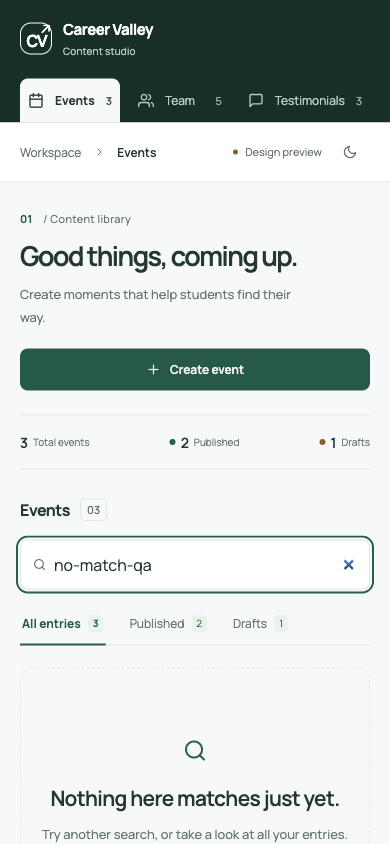 CV
Career Valley
Content studio
Events 3
Team 5
Testimonials 3
Workspace > Events
Design preview
01 / Content library
Good things, coming up.
Create moments that help students find their
way.
+ Create event
3 Total events
2 Published
1 Drafts
Events 03
no-match-qa
All entries 3
Published 2
Drafts 1
Nothing here matches just yet.
Try another search, or take a look at all your entries.